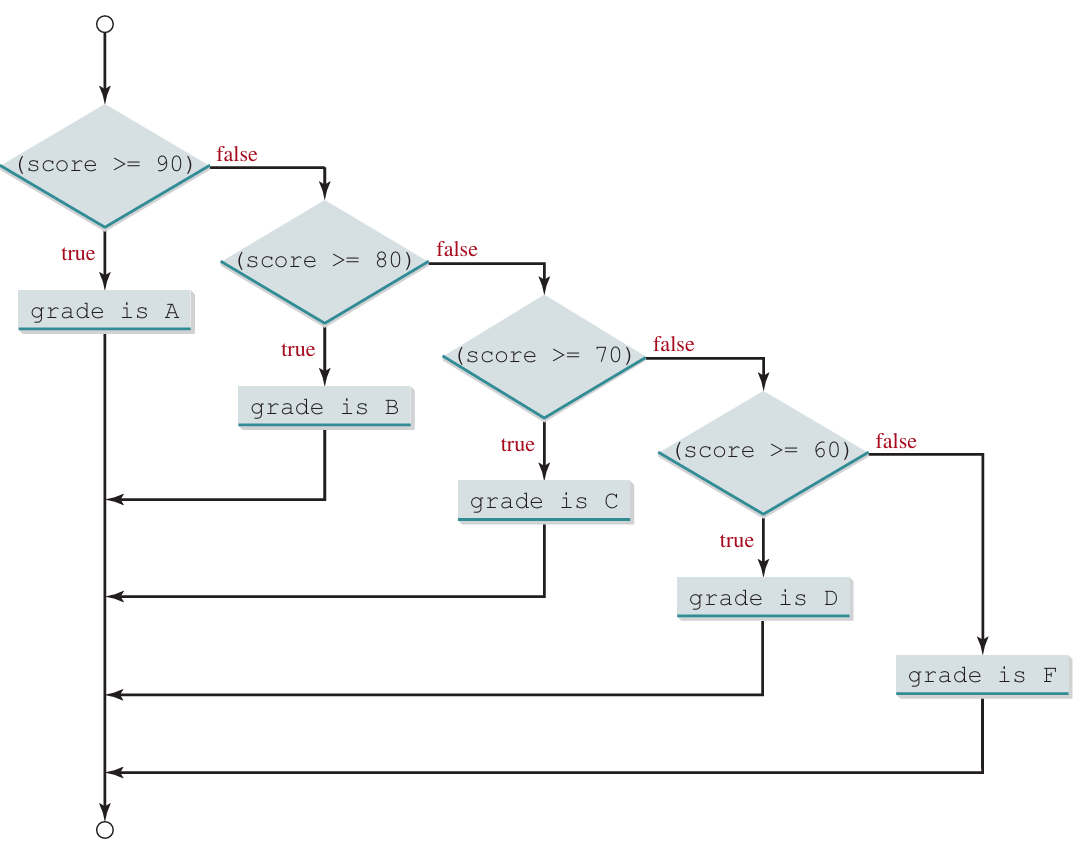 (score >= 90)
false
true
grade is A
(score >= 80)
false
true
grade is B
(score >= 70)
false
true
grade is C
(score >= 60)
false
true
grade is D
grade is F